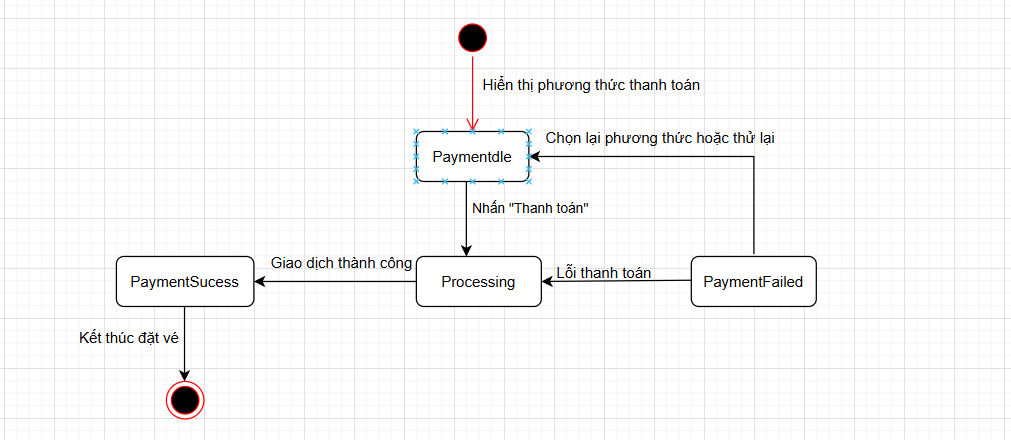 Hiển thị phương thức thanh toán
Chọn lại phương thức hoặc thử lại
Paymentdle
Nhấn "Thanh toán"
Giao dịch thành công
Lỗi thanh toán
PaymentSucess
Processing
PaymentFailed
Kết thúc đặt vé